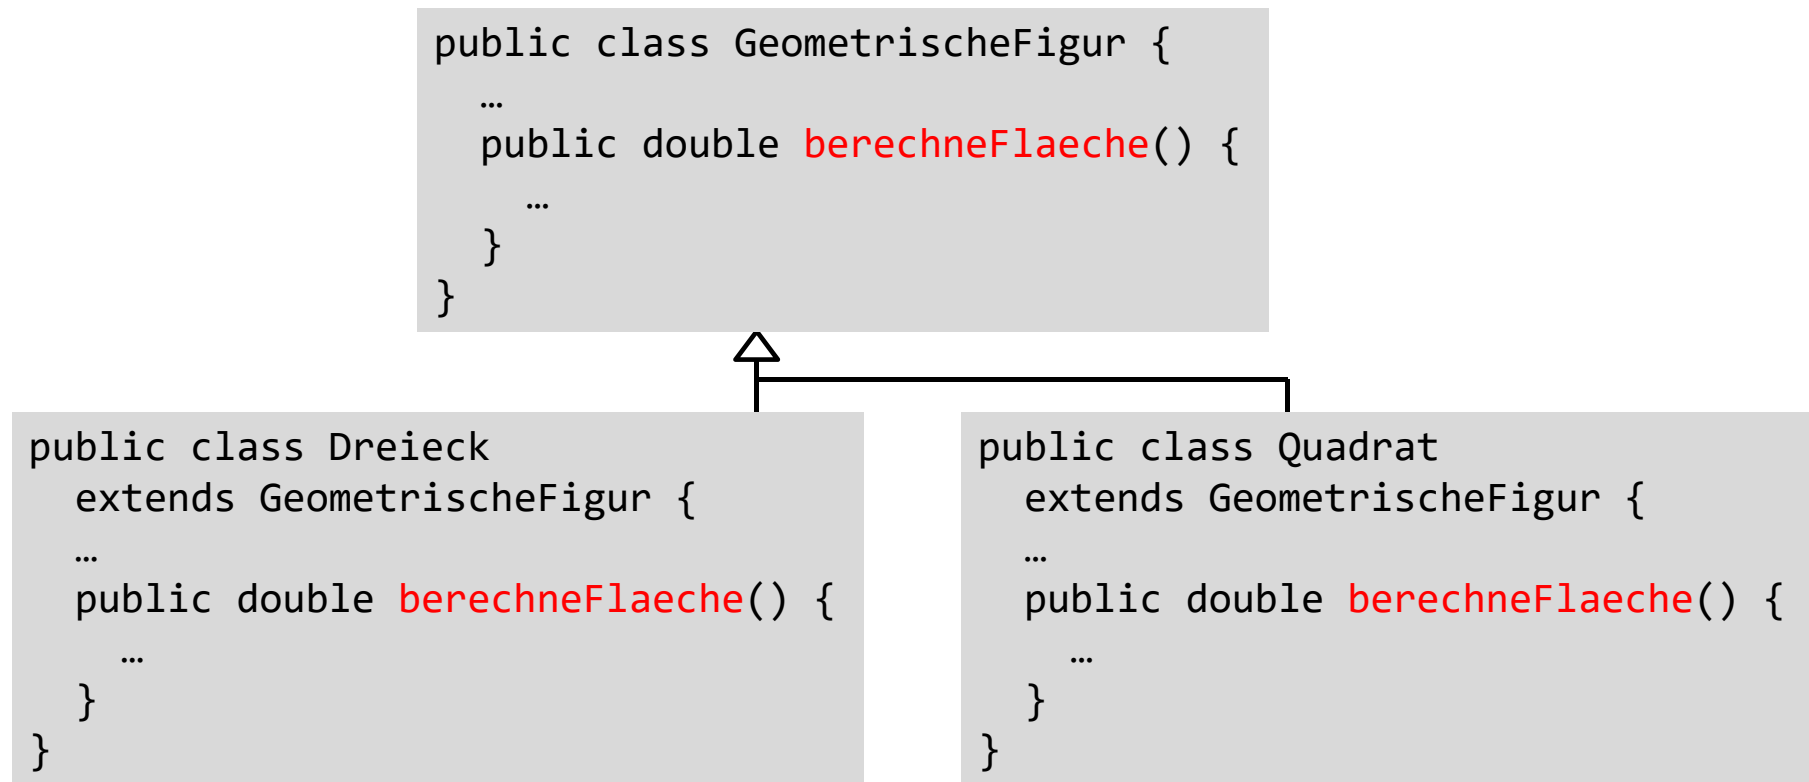 public class GeometrischeFigur {
  …
  public double berechneFlaeche() {
    …
  }
}
public class Dreieck
  extends GeometrischeFigur {
  …
  public double berechneFlaeche() {
    …
  }
}
public class Quadrat
  extends GeometrischeFigur {
  …
  public double berechneFlaeche() {
    …
  }
}